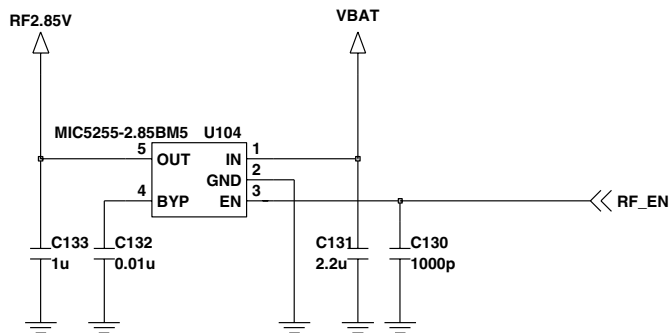 RF2.85V
VBAT
MIC5255-2.85BM5 U104
5 OUT IN 1
GND 2
4 BYP EN 3
RF_EN
C133
1u
C132
0.01u
C131
2.2u
C130
1000p